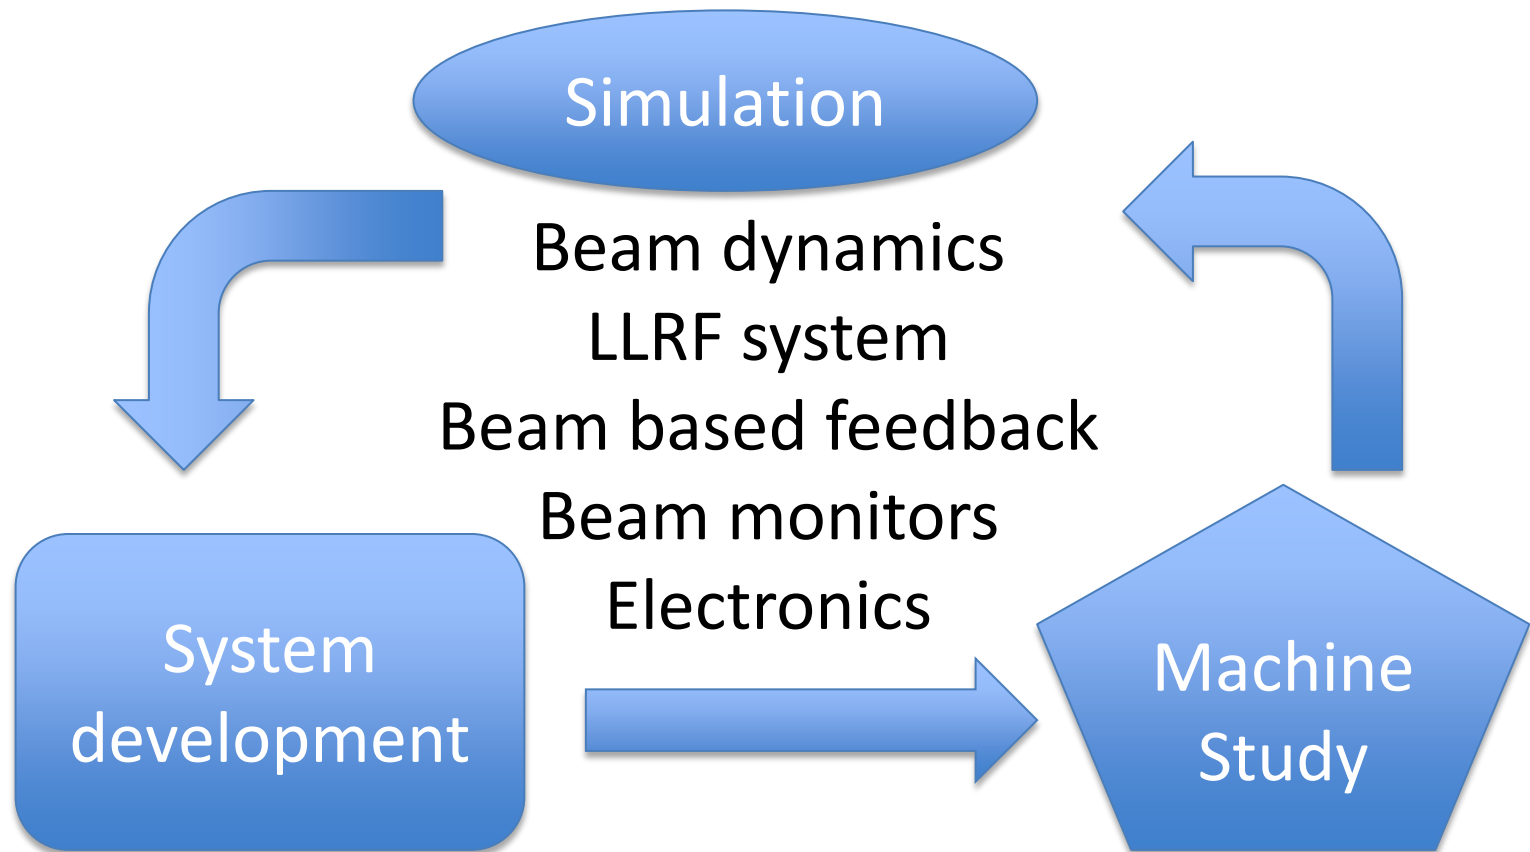 Simulation
Beam dynamics
LLRF system
Beam based feedback
Beam monitors
Electronics
System
development
Machine
Study